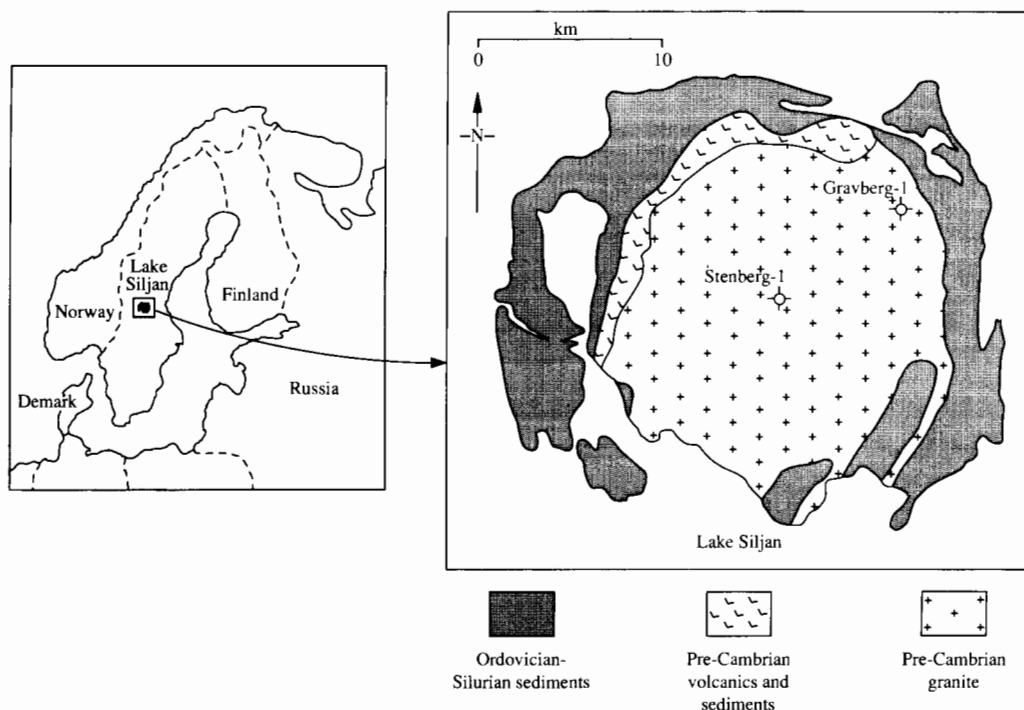 Lake
Siljan
Norway
Finland
Russia
Demark
km
0 10
N
Gravberg-1
Stenberg-1
Lake Siljan
Ordovician-
Silurian sediments
Pre-Cambrian
volcanics and
sediments
Pre-Cambrian
granite